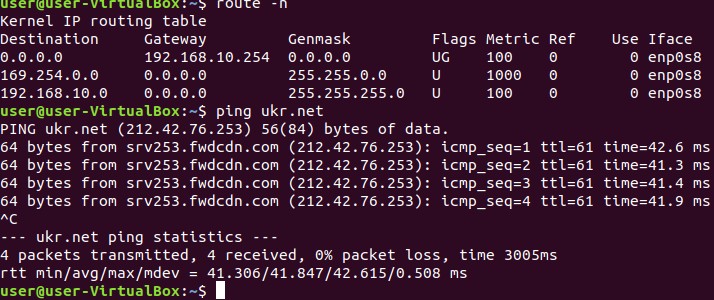 user@user-VirtualBox:~$ route -n
Kernel IP routing table
Destination     Gateway         Genmask         Flags Metric Ref    Use Iface
0.0.0.0         192.168.10.254  0.0.0.0         UG    100    0        0 enp0s8
169.254.0.0     0.0.0.0         255.255.0.0     U     1000   0        0 enp0s8
192.168.10.0    0.0.0.0         255.255.255.0   U     100    0        0 enp0s8
user@user-VirtualBox:~$ ping ukr.net
PING ukr.net (212.42.76.253) 56(84) bytes of data.
64 bytes from srv253.fwdcdn.com (212.42.76.253): icmp_seq=1 ttl=61 time=42.6 ms
64 bytes from srv253.fwdcdn.com (212.42.76.253): icmp_seq=2 ttl=61 time=41.3 ms
64 bytes from srv253.fwdcdn.com (212.42.76.253): icmp_seq=3 ttl=61 time=41.4 ms
64 bytes from srv253.fwdcdn.com (212.42.76.253): icmp_seq=4 ttl=61 time=41.9 ms
^C
--- ukr.net ping statistics ---
4 packets transmitted, 4 received, 0% packet loss, time 3005ms
rtt min/avg/max/mdev = 41.306/41.847/42.615/0.508 ms
user@user-VirtualBox:~$